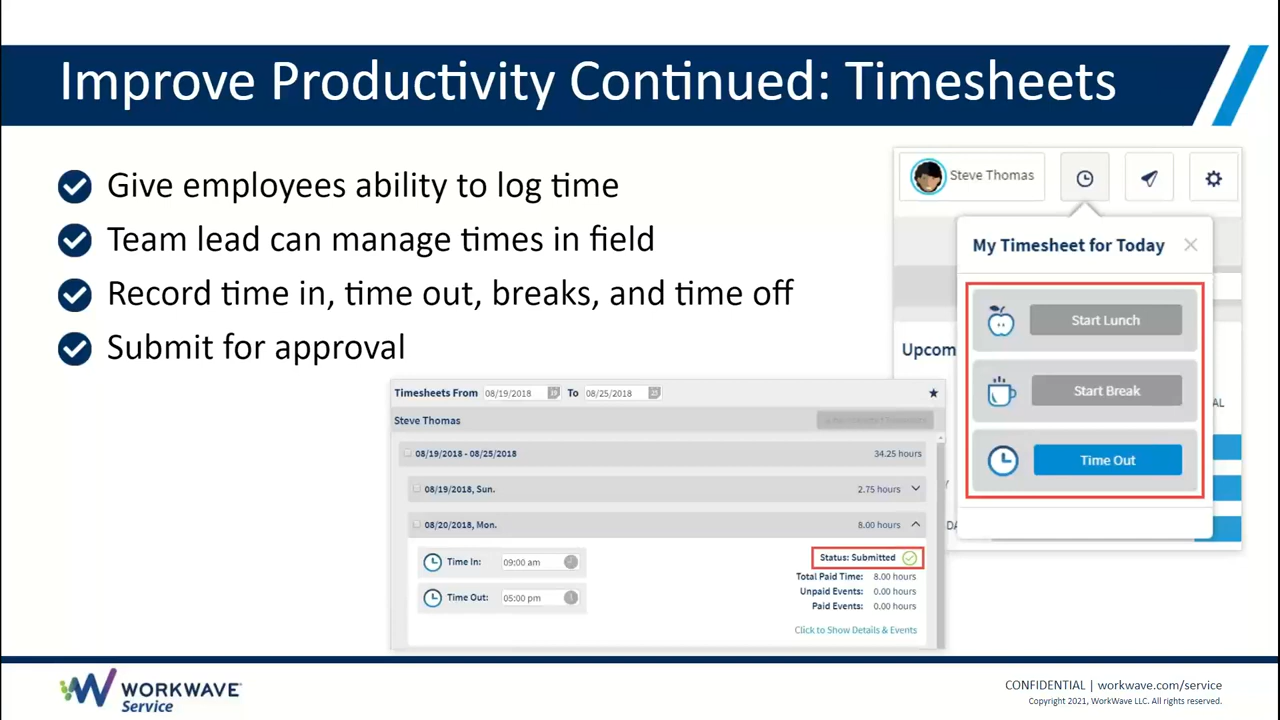 Improve Productivity Continued: Timesheets
Give employees ability to log time
Team lead can manage times in field
Record time in, time out, breaks, and time off
Submit for approval
Steve Thomas
My Timesheet for Today
Start Lunch
Upcom
Start Break
AL
Time Out
DA
Timesheets From 08/19/2018 To 08/25/2018
Steve Thomas
08/19/2018 - 08/25/2018 34.25 hours
08/19/2018, Sun. 2.75 hours
08/20/2018, Mon. 8.00 hours
Time In: 09:00 am
Status: Submitted
Total Paid Time: 8.00 hours
Unpaid Events: 0.00 hours
Time Out: 05:00 pm
Paid Events: 0.00 hours
Click to Show Details & Events
WORKWAVE
Service
CONFIDENTIAL | workwave.com/service
Copyright 2021, WorkWave LLC. All rights reserved.